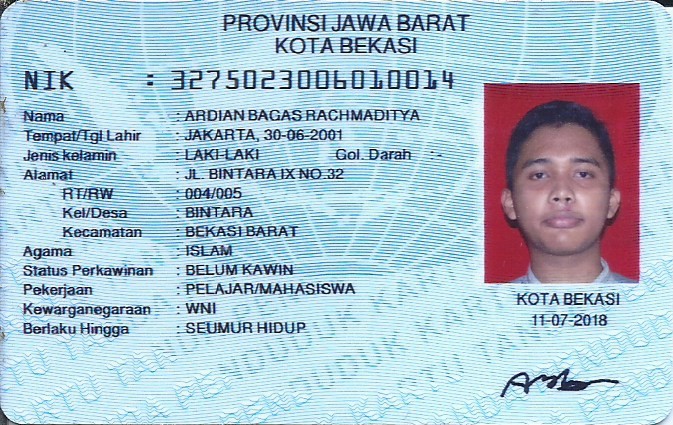 PROVINSI JAWA BARAT
KOTA BEKASI
NIK : 3275023006010014
Nama : ARDIAN BAGAS RACHMADITYA
Tempat/Tgl Lahir : JAKARTA, 30-06-2001
Jenis kelamin : LAKI-LAKI Gol. Darah :-
Alamat : JL. BINTARA IX NO.32
RT/RW : 004/005
Kel/Desa : BINTARA
Kecamatan : BEKASI BARAT
Agama : ISLAM
Status Perkawinan : BELUM KAWIN
Pekerjaan : PELAJAR/MAHASISWA
Kewarganegaraan : WNI
Berlaku Hingga : SEUMUR HIDUP
KOTA BEKASI
11-07-2018